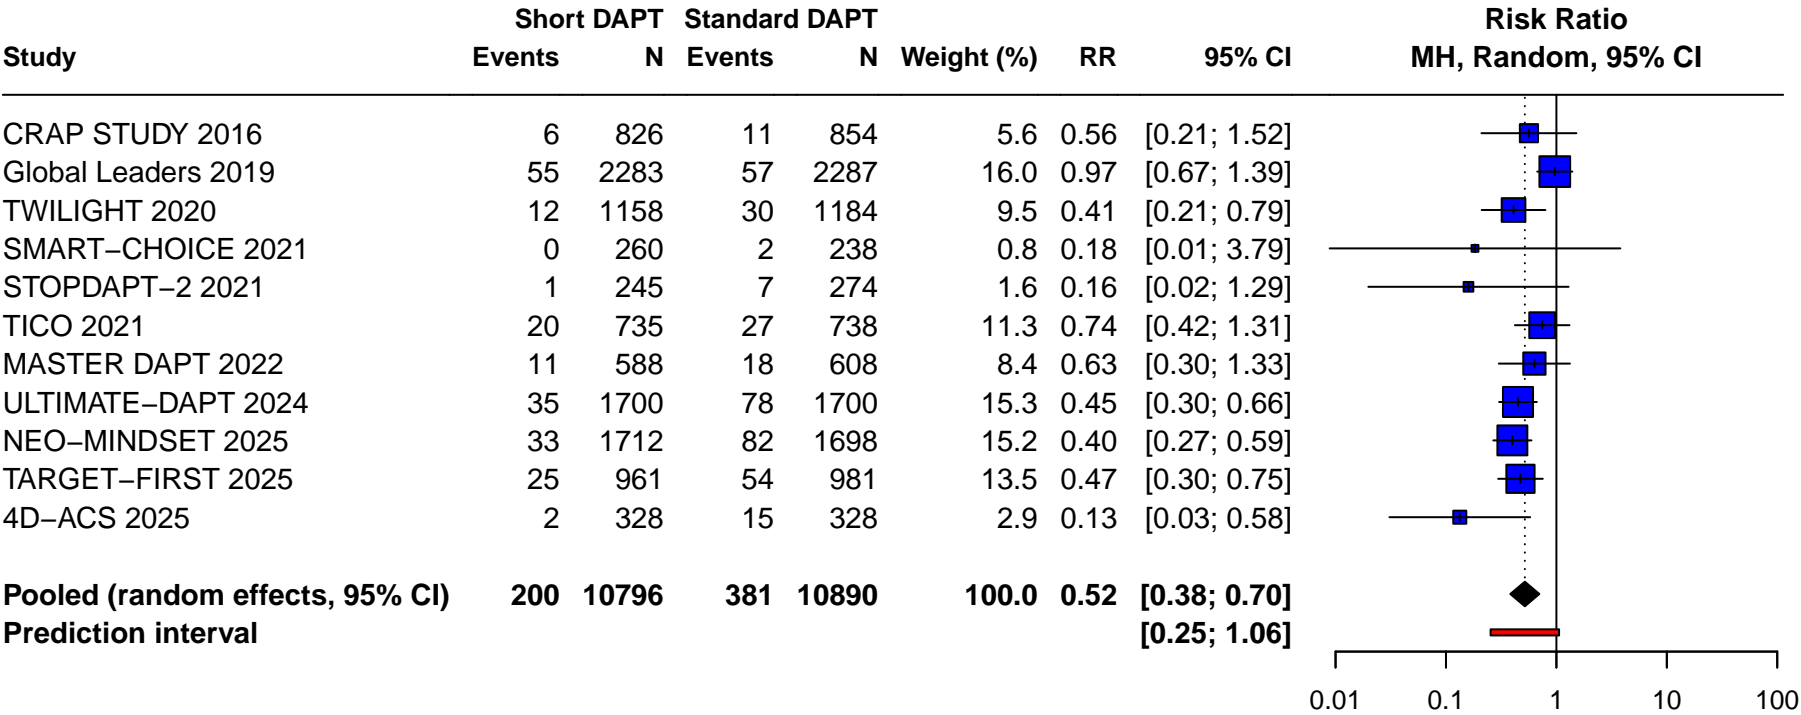 Short DAPT Standard DAPT Risk Ratio
Study Events N Events N Weight (%) RR 95% CI MH, Random, 95% CI
CRAP STUDY 2016 6 826 11 854 5.6 0.56 [0.21; 1.52]
Global Leaders 2019 55 2283 57 2287 16.0 0.97 [0.67; 1.39]
TWILIGHT 2020 12 1158 30 1184 9.5 0.41 [0.21; 0.79]
SMART−CHOICE 2021 0 260 2 238 0.8 0.18 [0.01; 3.79]
STOPDAPT−2 2021 1 245 7 274 1.6 0.16 [0.02; 1.29]
TICO 2021 20 735 27 738 11.3 0.74 [0.42; 1.31]
MASTER DAPT 2022 11 588 18 608 8.4 0.63 [0.30; 1.33]
ULTIMATE−DAPT 2024 35 1700 78 1700 15.3 0.45 [0.30; 0.66]
NEO−MINDSET 2025 33 1712 82 1698 15.2 0.40 [0.27; 0.59]
TARGET−FIRST 2025 25 961 54 981 13.5 0.47 [0.30; 0.75]
4D−ACS 2025 2 328 15 328 2.9 0.13 [0.03; 0.58]
Pooled (random effects, 95% CI) 200 10796 381 10890 100.0 0.52 [0.38; 0.70]
Prediction interval [0.25; 1.06]
0.01 0.1 1 10 100